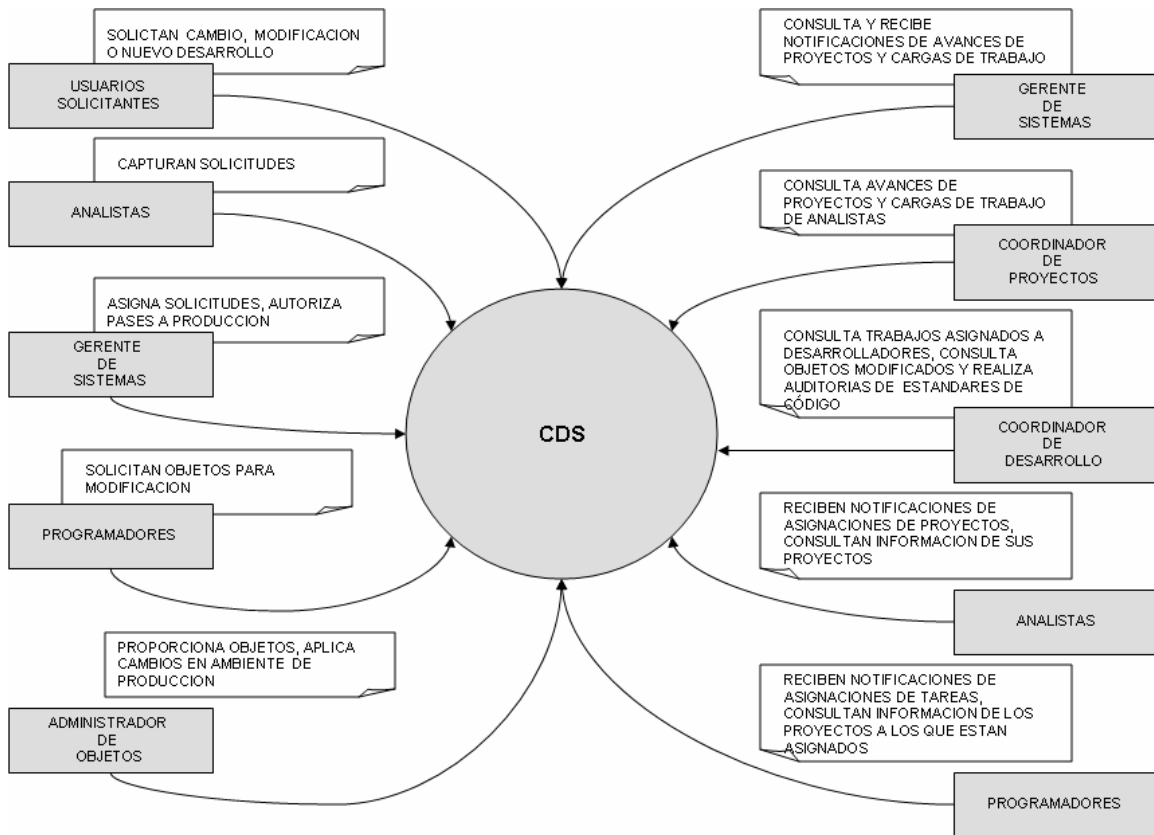 SOLICTAN CAMBIO, MODIFICACION
O NUEVO DESARROLLO
USUARIOS
SOLICITANTES
CAPTURAN SOLICITUDES
ANALISTAS
ASIGNA SOLICITUDES, AUTORIZA
PASES A PRODUCCION
GERENTE
DE
SISTEMAS
SOLICITAN OBJETOS PARA
MODIFICACION
PROGRAMADORES
PROPORCIONA OBJETOS, APLICA
CAMBIOS EN AMBIENTE DE
PRODUCCION
ADMINISTRADOR
DE
OBJETOS
CDS
CONSULTA Y RECIBE
NOTIFICACIONES DE AVANCES DE
PROYECTOS Y CARGAS DE TRABAJO
GERENTE
DE
SISTEMAS
CONSULTA AVANCES DE
PROYECTOS Y CARGAS DE TRABAJO
DE ANALISTAS
COORDINADOR
DE
PROYECTOS
CONSULTA TRABAJOS ASIGNADOS A
DESARROLLADORES, CONSULTA
OBJETOS MODIFICADOS Y REALIZA
AUDITORIAS DE ESTANDARES DE
CÓDIGO
COORDINADOR
DE
DESARROLLO
RECIBEN NOTIFICACIONES DE
ASIGNACIONES DE PROYECTOS,
CONSULTAN INFORMACION DE SUS
PROYECTOS
ANALISTAS
RECIBEN NOTIFICACIONES DE
ASIGNACIONES DE TAREAS,
CONSULTAN INFORMACION DE LOS
PROYECTOS A LOS QUE ESTAN
ASIGNADOS
PROGRAMADORES